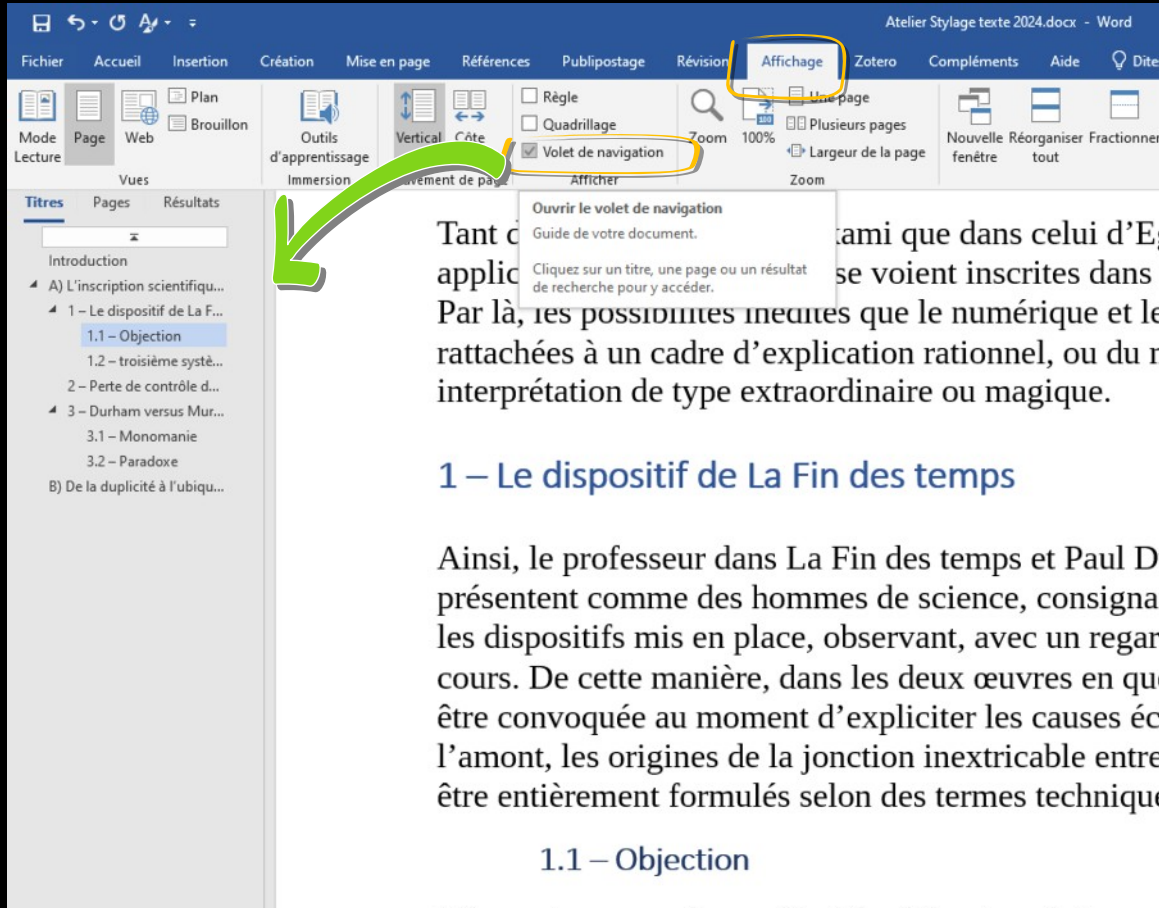 Atelier Stylage texte 2024.docx - Word
Fichier Accueil Insertion Création Mise en page Références Publipostage Révision Affichage Zotero Compléments Aide Dite
Mode Lecture
Page
Web
Plan
Brouillon
Vues
Outils d'apprentissage
Immersion
Vertical
Côte
de page
Règle
Quadrillage
Volet de navigation
Afficher
Zoom
100%
Une page
Plusieurs pages
Largeur de la page
Zoom
Nouvelle fenêtre
Réorganiser tout
Fractionner
Titres Pages Résultats
Introduction
A) L'inscription scientifiqu...
1 – Le dispositif de La F...
1.1 – Objection
1.2 – troisième systè...
2 – Perte de contrôle d...
3 – Durham versus Mur...
3.1 – Monomanie
3.2 – Paradoxe
B) De la duplicité à l'ubiqu...
Ouvrir le volet de navigation
Guide de votre document.
Cliquez sur un titre, une page ou un résultat
de recherche pour y accéder.
Tant d kami que dans celui d’Eg
applic se voient inscrites dans
Par là, les possibilités inédites que le numérique et le
rattachées à un cadre d’explication rationnel, ou du m
interprétation de type extraordinaire ou magique.
1 – Le dispositif de La Fin des temps
Ainsi, le professeur dans La Fin des temps et Paul D
présentent comme des hommes de science, consigna
les dispositifs mis en place, observant, avec un regar
cours. De cette manière, dans les deux œuvres en que
être convoquée au moment d’expliciter les causes éc
l’amont, les origines de la jonction inextricable entre
être entièrement formulés selon des termes technique
1.1 – Objection